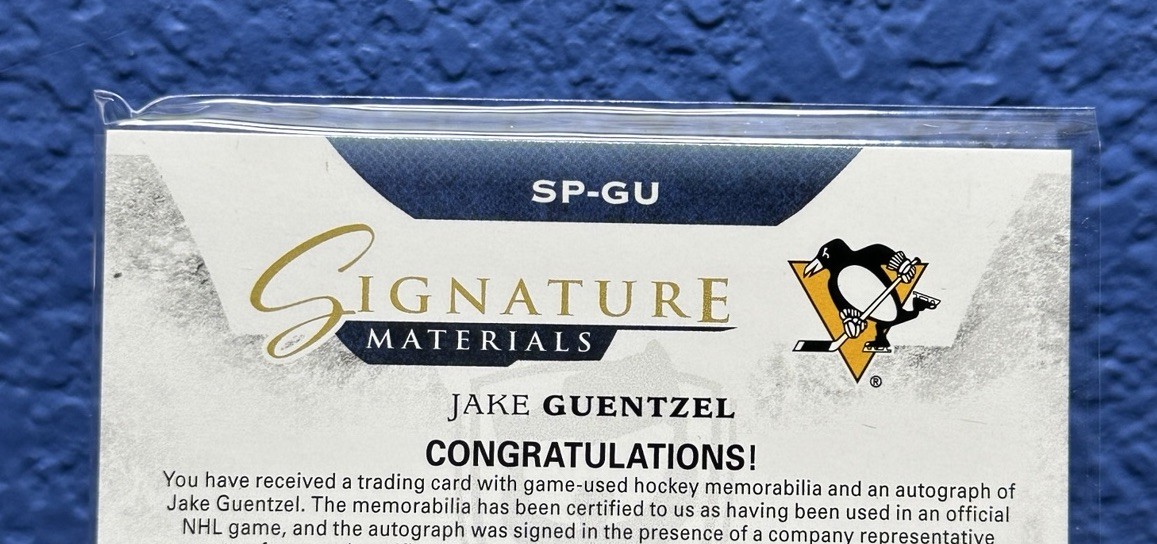 SP-GU
SIGNATURE
MATERIALS
®
JAKE GUENTZEL
CONGRATULATIONS!
You have received a trading card with game-used hockey memorabilia and an autograph of
Jake Guentzel. The memorabilia has been certified to us as having been used in an official
NHL game, and the autograph was signed in the presence of a company representative